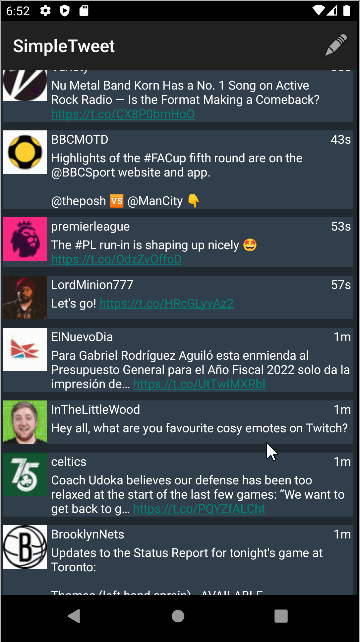 6:52
SimpleTweet
Nu Metal Band Korn Has a No. 1 Song on Active
Rock Radio — Is the Format Making a Comeback?
https://t.co/CX8P0bmHoO
BBCMOTD 43s
Highlights of the #FACup fifth round are on the
@BBCSport website and app.
@theposh 🆚 @ManCity 👇
premierleague 53s
The #PL run-in is shaping up nicely 🤩
https://t.co/OdzZvOffoD
LordMinion777 57s
Let's go! https://t.co/HRcGLyvAz2
ElNuevoDia 1m
Para Gabriel Rodríguez Aguiló esta enmienda al
Presupuesto General para el Año Fiscal 2022 solo da la
impresión de… https://t.co/UtTwIMXRbl
InTheLittleWood 1m
Hey all, what are you favourite cosy emotes on Twitch?
75
celtics 1m
Coach Udoka believes our defense has been too
relaxed at the start of the last few games: “We want to
get back to g… https://t.co/PQYZfALCht
B
BrooklynNets 1m
Updates to the Status Report for tonight's game at
Toronto: